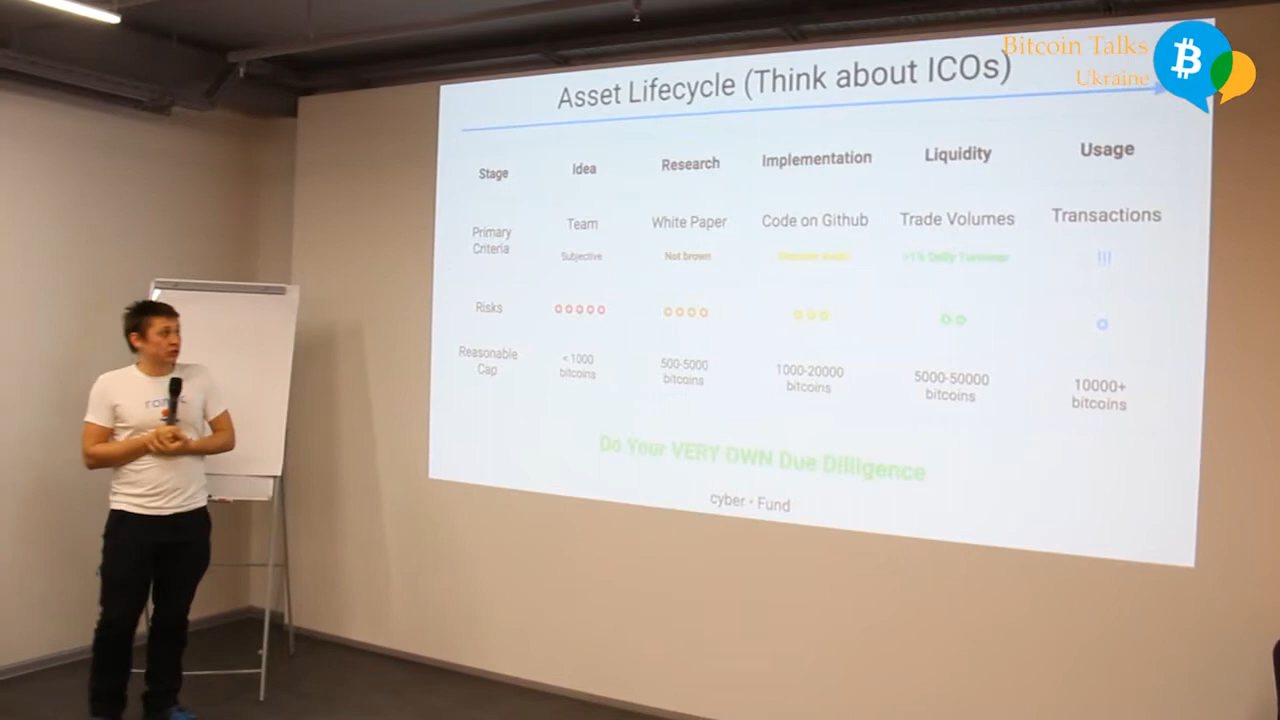 Bitcoin Talks
Ukraine
Asset Lifecycle (Think about ICOs)
Stage Idea Research Implementation Liquidity Usage
Primary Criteria Team White Paper Code on Github Trade Volumes Transactions
Subjective Not brown Daily Turnover !!!
Risks
Reasonable Cap < 1000 bitcoins 500-5000 bitcoins 1000-20000 bitcoins 5000-50000 bitcoins 10000+ bitcoins
Do Your VERY OWN Due Dilligence
cyber • Fund